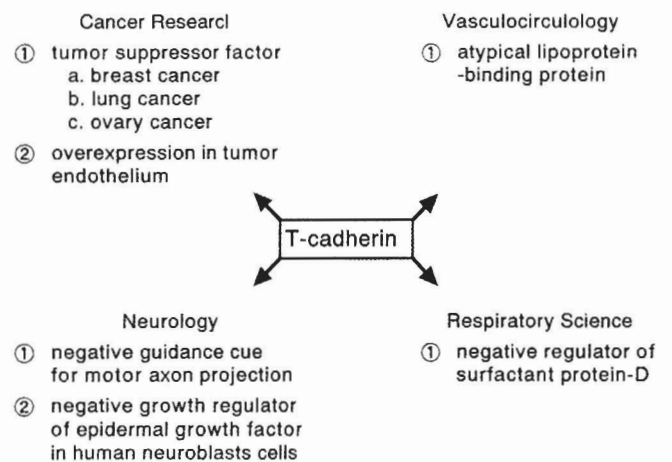 Cancer Researcl
① tumor suppressor factor
a. breast cancer
b. lung cancer
c. ovary cancer
② overexpression in tumor
endothelium
Vasculocirculology
① atypical lipoprotein
-binding protein
T-cadherin
Neurology
① negative guidance cue
for motor axon projection
② negative growth regulator
of epidermal growth factor
in human neuroblasts cells
Respiratory Science
① negative regulator of
surfactant protein-D